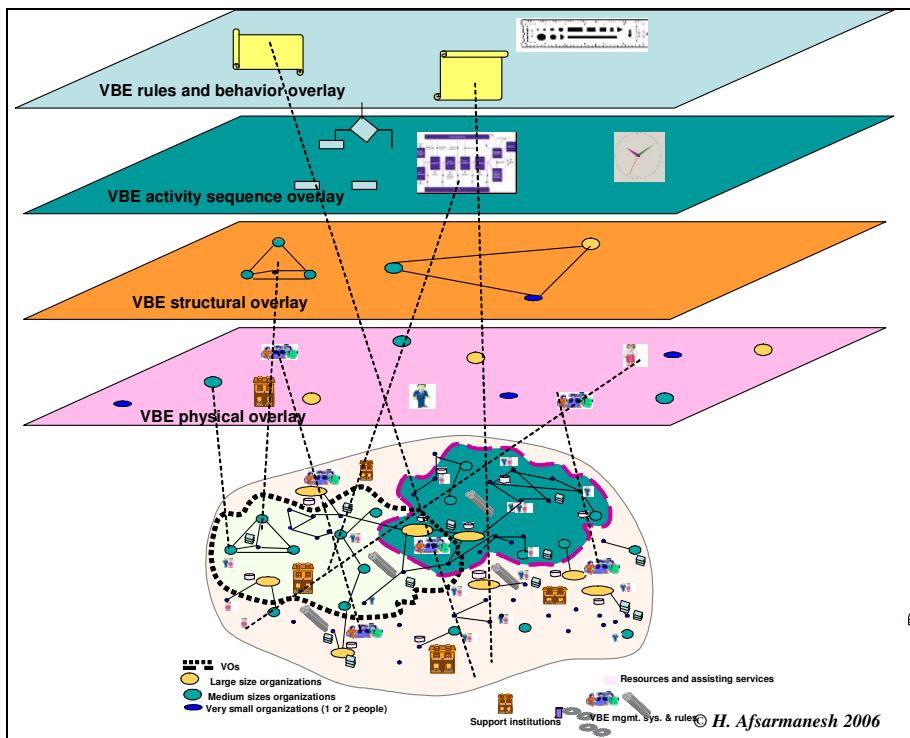 VBE rules and behavior overlay
VBE activity sequence overlay
VBE structural overlay
VBE physical overlay
VOs
Large size organizations
Medium sizes organizations
Very small organizations (1 or 2 people)
Resources and assisting services
Support institutions
VBE mgmt. sys. & rules
© H. Afsarmanesh 2006